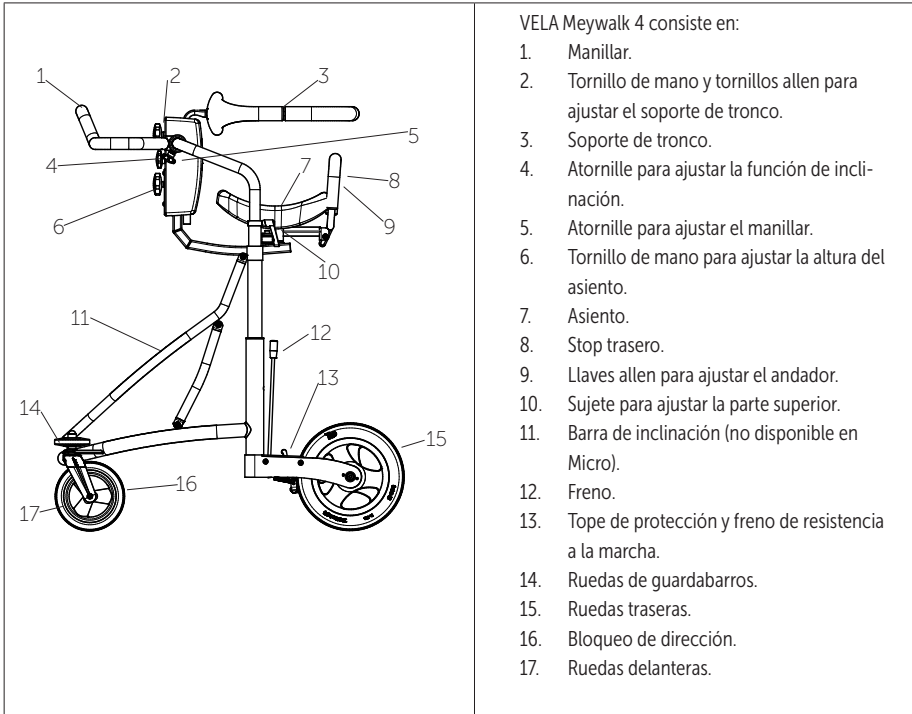 1
2
3
4
5
6
7
8
9
10
11
12
13
14
15
16
17
VELA Meywalk 4 consiste en:
1. Manillar.
2. Tornillo de mano y tornillos allen para
ajustar el soporte de tronco.
3. Soporte de tronco.
4. Atornille para ajustar la función de incli-
nación.
5. Atornille para ajustar el manillar.
6. Tornillo de mano para ajustar la altura del
asiento.
7. Asiento.
8. Stop trasero.
9. Llaves allen para ajustar el andador.
10. Sujete para ajustar la parte superior.
11. Barra de inclinación (no disponible en
Micro).
12. Freno.
13. Tope de protección y freno de resistencia
a la marcha.
14. Ruedas de guardabarros.
15. Ruedas traseras.
16. Bloqueo de dirección.
17. Ruedas delanteras.